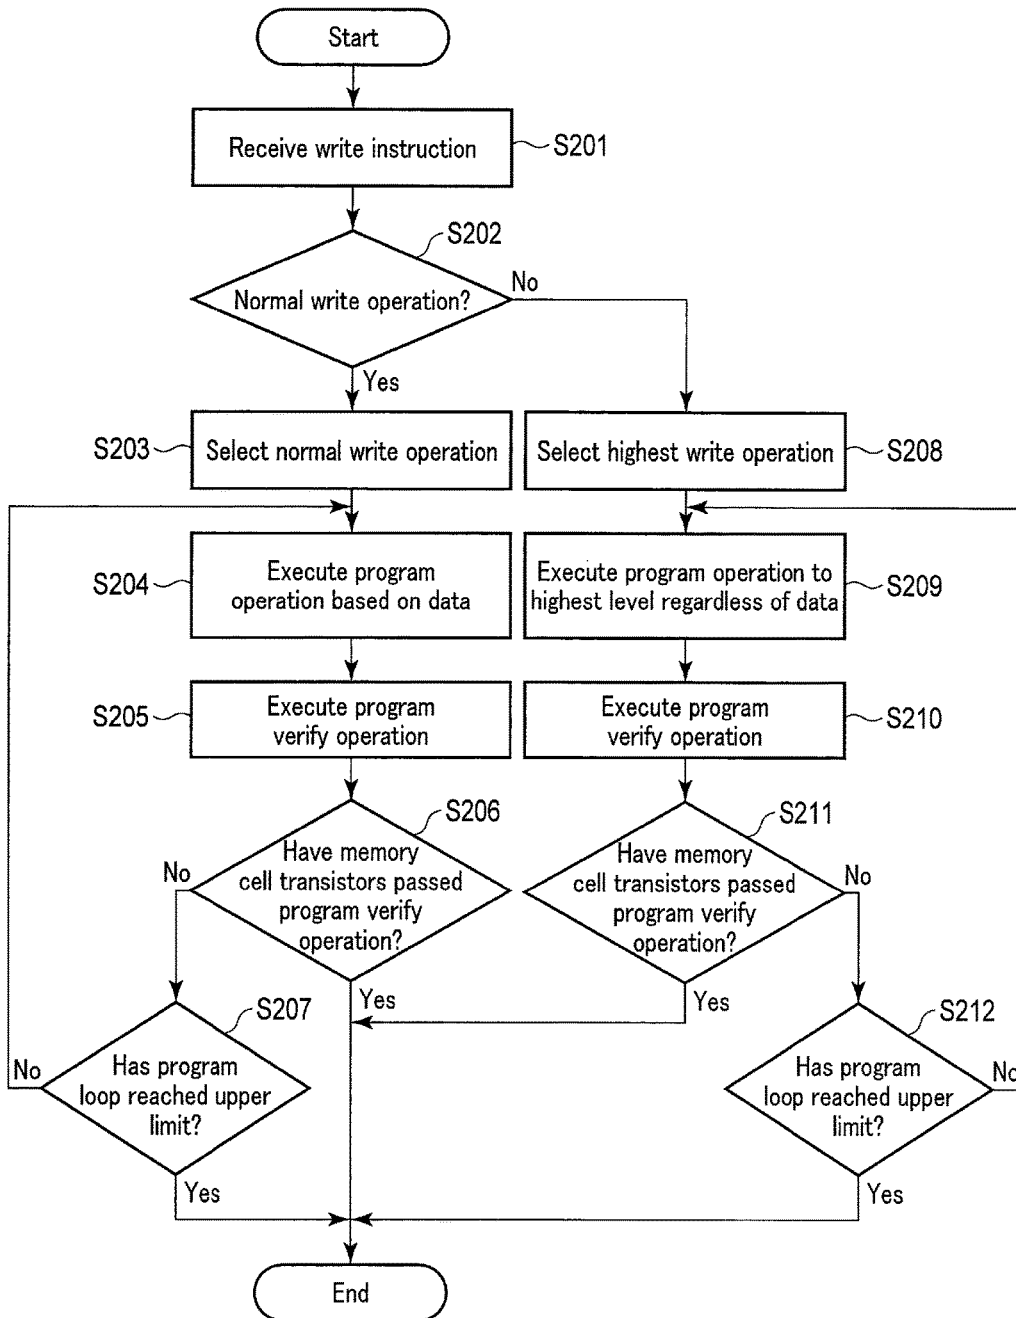 Start
Receive write instruction
S201
S202
Normal write operation?
No
Yes
S203
Select normal write operation
Select highest write operation
S208
S204
Execute program
operation based on data
Execute program operation to
highest level regardless of data
S209
S205
Execute program
verify operation
Execute program
verify operation
S210
S206
Have memory
cell transistors passed
program verify
operation?
No
Yes
S211
Have memory
cell transistors passed
program verify
operation?
No
Yes
S207
Has program
loop reached upper
limit?
No
Yes
S212
Has program
loop reached upper
limit?
No
Yes
End